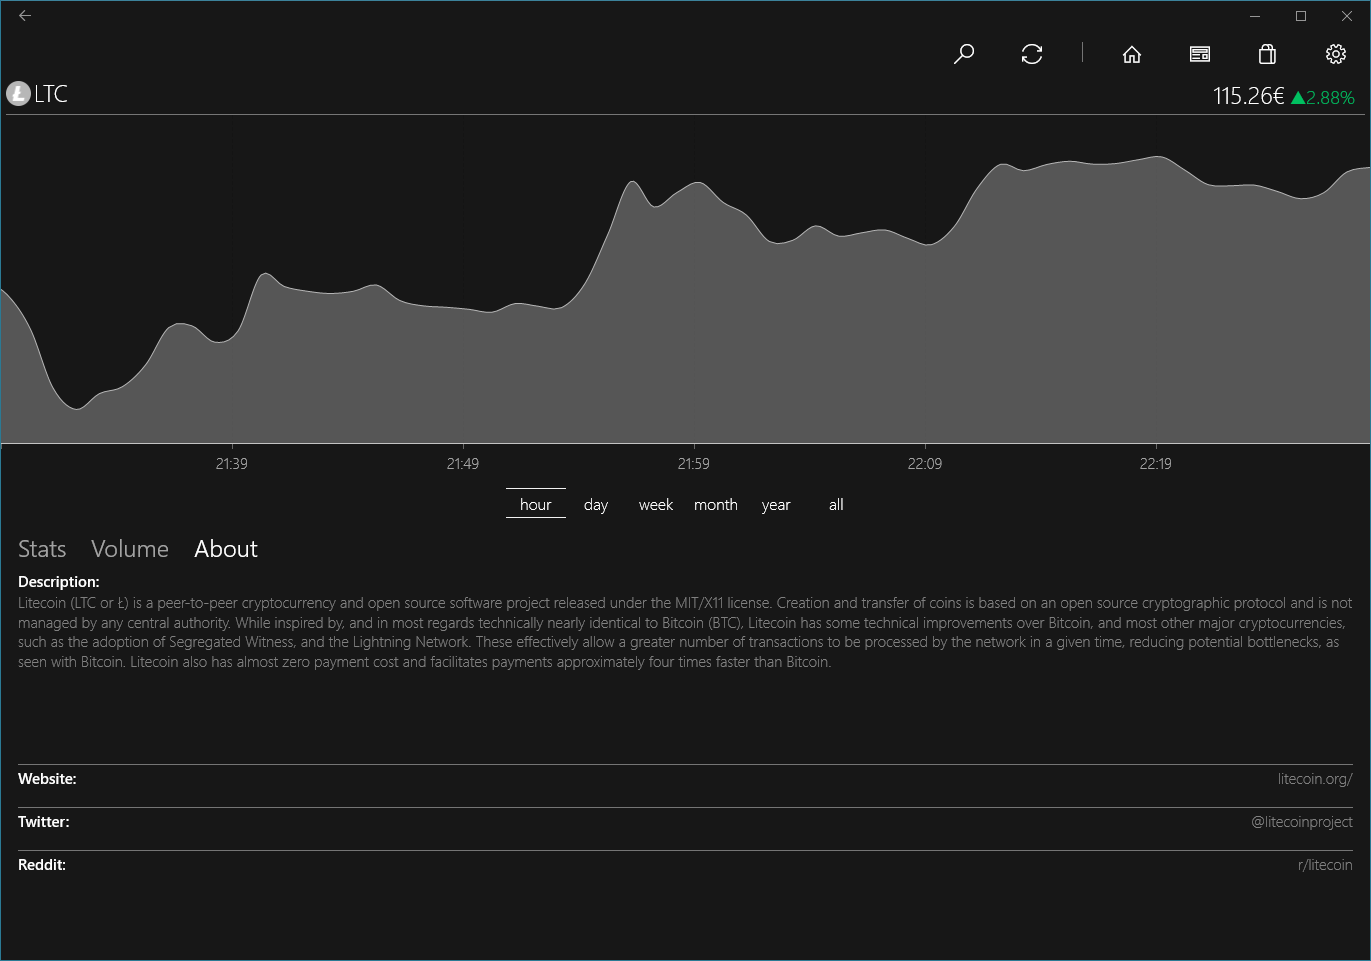 LTC
115.26€ ▲2.88%
21:39 21:49 21:59 22:09 22:19
hour day week month year all
Stats Volume About
Description:
Litecoin (LTC or Ł) is a peer-to-peer cryptocurrency and open source software project released under the MIT/X11 license. Creation and transfer of coins is based on an open source cryptographic protocol and is not
managed by any central authority. While inspired by, and in most regards technically nearly identical to Bitcoin (BTC), Litecoin has some technical improvements over Bitcoin, and most other major cryptocurrencies,
such as the adoption of Segregated Witness, and the Lightning Network. These effectively allow a greater number of transactions to be processed by the network in a given time, reducing potential bottlenecks, as
seen with Bitcoin. Litecoin also has almost zero payment cost and facilitates payments approximately four times faster than Bitcoin.
Website: litecoin.org/
Twitter: @litecoinproject
Reddit: r/litecoin